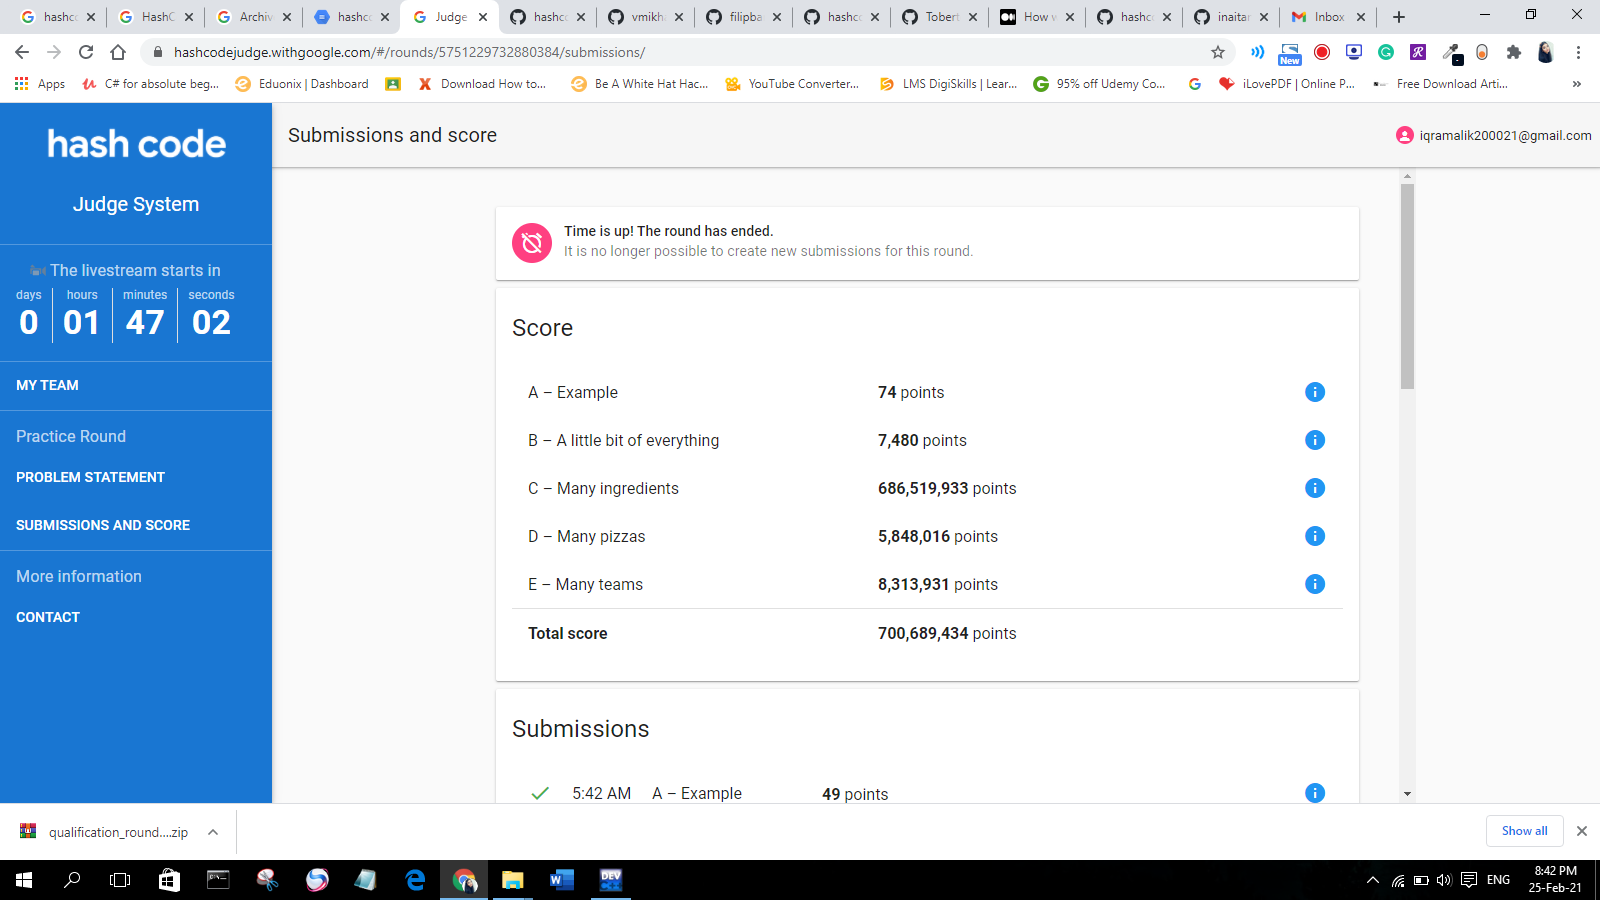 hashc
HashC
Archiv
hashc
Judge
hashc
vmikh
filipba
hashc
Tobert
How v
hashc
inaitar
Inbox
hashcodejudge.withgoogle.com/#/rounds/5751229732880384/submissions/
New
Apps
C# for absolute beg...
Eduonix | Dashboard
Download How to...
Be A White Hat Hac...
YouTube Converter...
LMS DigiSkills | Lear...
95% off Udemy Co...
iLovePDF | Online P...
Free Download Arti...
»
hash code
Judge System
Submissions and score
iqramalik200021@gmail.com
The livestream starts in
days hours minutes seconds
0 01 47 02
MY TEAM
Practice Round
PROBLEM STATEMENT
SUBMISSIONS AND SCORE
More information
CONTACT
Time is up! The round has ended.
It is no longer possible to create new submissions for this round.
Score
A – Example 74 points
B – A little bit of everything 7,480 points
C – Many ingredients 686,519,933 points
D – Many pizzas 5,848,016 points
E – Many teams 8,313,931 points
Total score 700,689,434 points
Submissions
5:42 AM A – Example 49 points
qualification_round....zip
Show all
DEV
ENG
8:42 PM
25-Feb-21